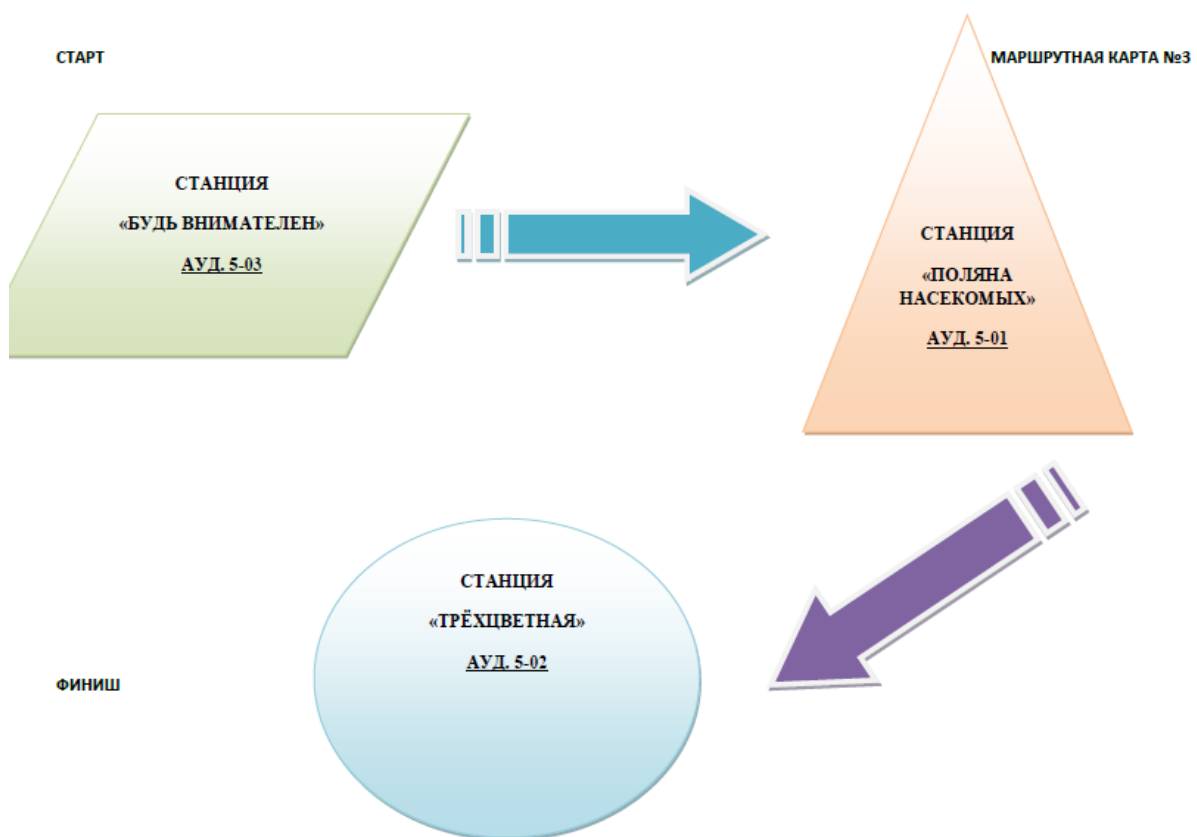 СТАРТ
МАРШРУТНАЯ КАРТА №3
СТАНЦИЯ
«БУДЬ ВНИМАТЕЛЕН»
АУД. 5-03
СТАНЦИЯ
«ПОЛЯНА
НАСЕКОМЫХ»
АУД. 5-01
СТАНЦИЯ
«ТРЁХЦВЕТНАЯ»
АУД. 5-02
ФИНИШ